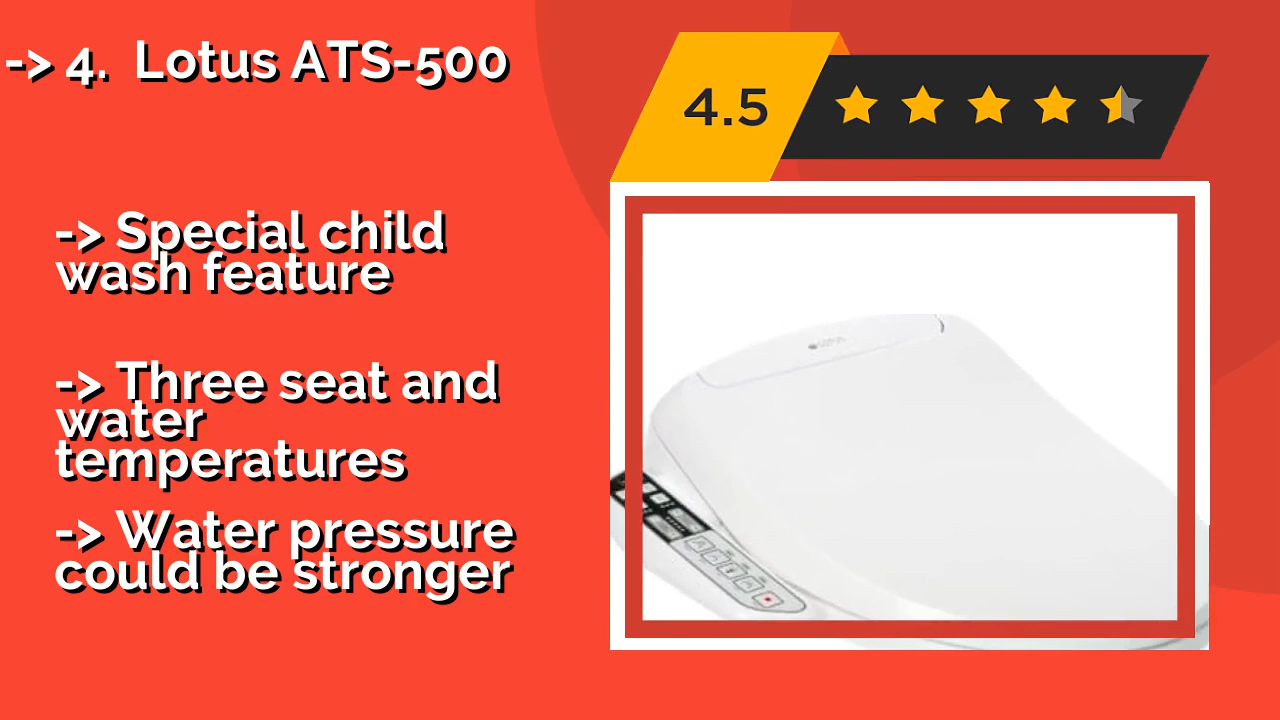 -> 4.  Lotus ATS-500
4.5
-> Special child
wash feature
-> Three seat and
water
temperatures
-> Water pressure
could be stronger